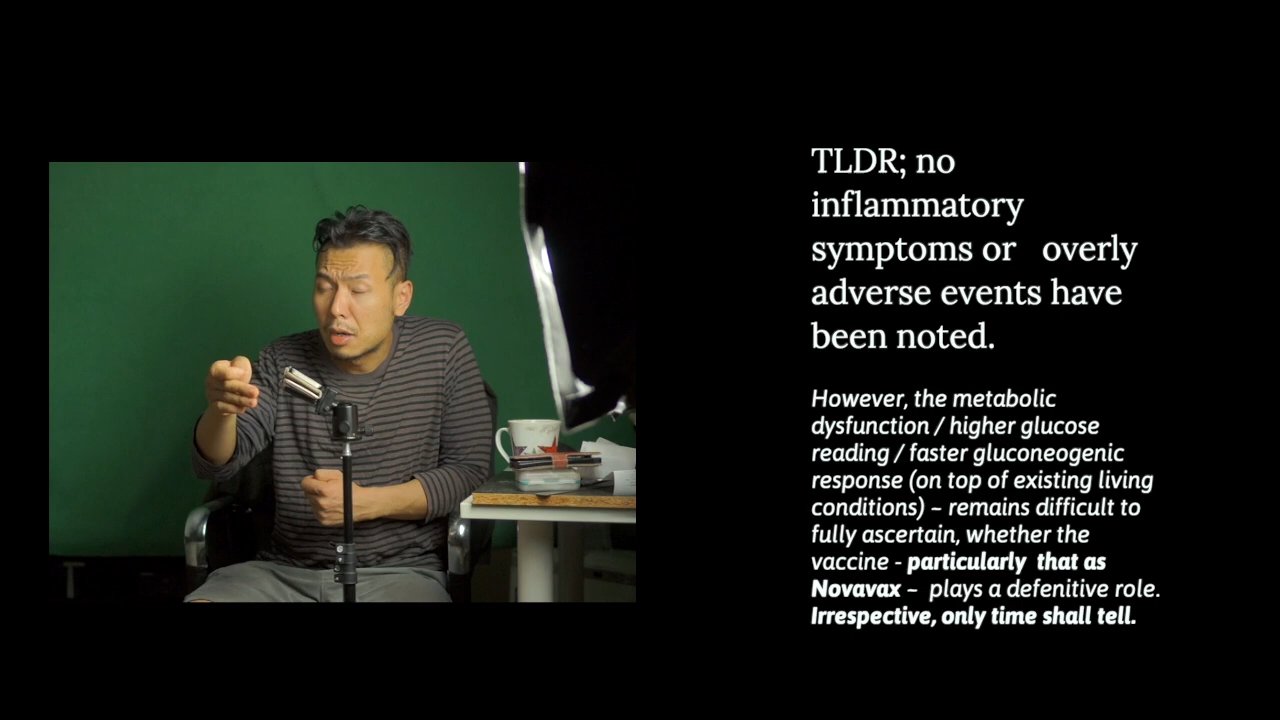 TLDR; no
inflammatory
symptoms or overly
adverse events have
been noted.
However, the metabolic
dysfunction / higher glucose
reading / faster gluconeogenic
response (on top of existing living
conditions) – remains difficult to
fully ascertain, whether the
vaccine - particularly that as
Novavax – plays a defenitive role.
Irrespective, only time shall tell.